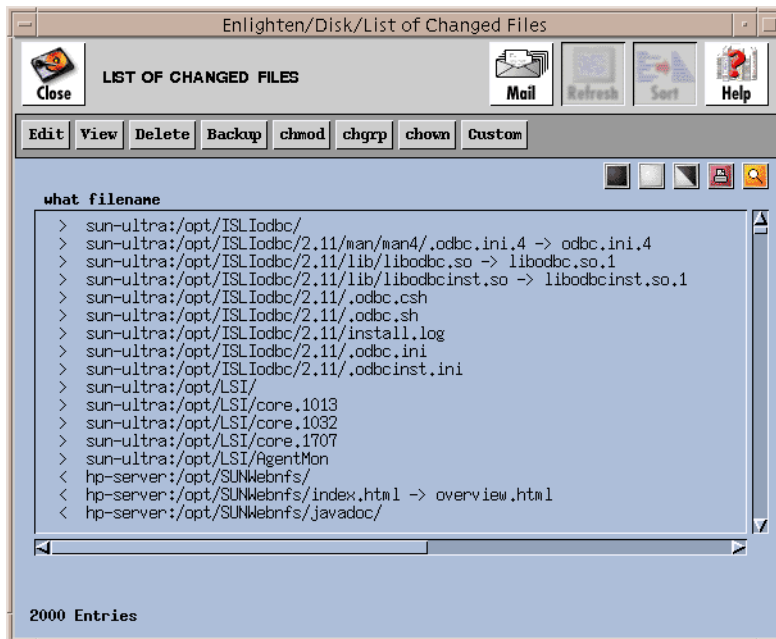 Enlighten/Disk/List of Changed Files
Close
LIST OF CHANGED FILES
Mail
Refresh
Sort
Help
Edit View Delete Backup chmod chgrp chown Custom
what filename
> sun-ultra:/opt/ISLIodbc/
> sun-ultra:/opt/ISLIodbc/2.11/man/man4/.odbc.ini.4 -> odbc.ini.4
> sun-ultra:/opt/ISLIodbc/2.11/lib/libodbc.so -> libodbc.so.1
> sun-ultra:/opt/ISLIodbc/2.11/lib/libodbcinst.so -> libodbcinst.so.1
> sun-ultra:/opt/ISLIodbc/2.11/.odbc.csh
> sun-ultra:/opt/ISLIodbc/2.11/.odbc.sh
> sun-ultra:/opt/ISLIodbc/2.11/install.log
> sun-ultra:/opt/ISLIodbc/2.11/.odbc.ini
> sun-ultra:/opt/ISLIodbc/2.11/.odbcinst.ini
> sun-ultra:/opt/LSI/
> sun-ultra:/opt/LSI/core.1013
> sun-ultra:/opt/LSI/core.1032
> sun-ultra:/opt/LSI/core.1707
> sun-ultra:/opt/LSI/AgentMon
< hp-server:/opt/SUNWebnfs/
< hp-server:/opt/SUNWebnfs/index.html -> overview.html
< hp-server:/opt/SUNWebnfs/javadoc/
2000 Entries